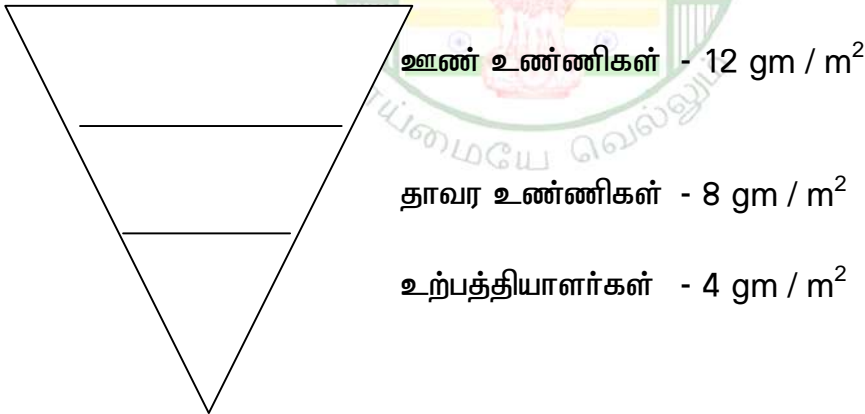 ஊண் உண்ணிகள் - 12 gm / m²
தாவர உண்ணிகள் - 8 gm / m²
உற்பத்தியாளர்கள் - 4 gm / m²
வெல்லு